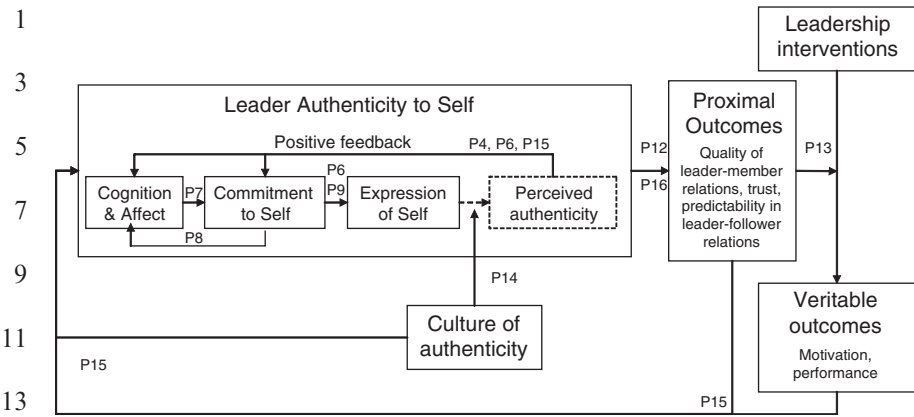 1
Leadership
interventions
3
Leader Authenticity to Self
Proximal
Outcomes
5
Positive feedback
P4, P6, P15
P12
P13
Quality of
leader-member
relations, trust,
predictability in
leader-follower
relations
P6
P16
7
Cognition
& Affect
P7
Commitment
to Self
P9
Expression
of Self
Perceived
authenticity
P8
9
P14
Veritable
outcomes
Motivation,
performance
11
Culture of
authenticity
P15
13
P15